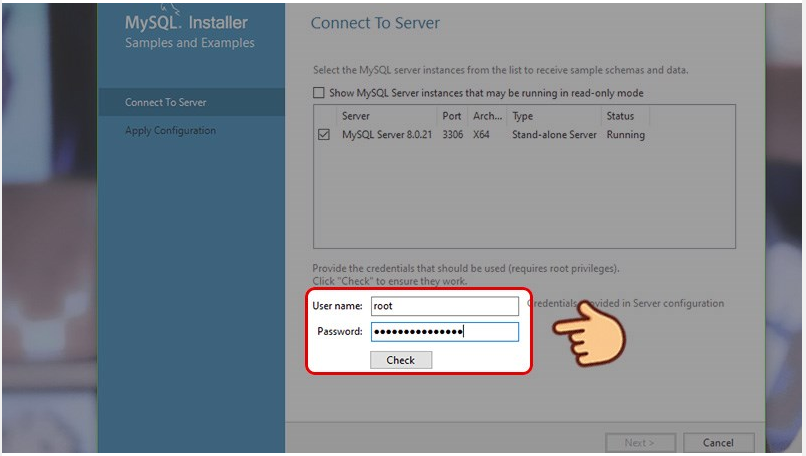 MySQL. Installer
Samples and Examples
Connect To Server
Apply Configuration
Connect To Server
Select the MySQL server instances from the list to receive sample schemas and data.
Show MySQL Server instances that may be running in read-only mode
Server Port Arch... Type Status
MySQL Server 8.0.21 3306 X64 Stand-alone Server Running
Provide the credentials that should be used (requires root privileges).
Click "Check" to ensure they work.
User name: root
Credentials provided in Server configuration
Password: ●●●●●●●●●●●●●●●
Check
Next > Cancel